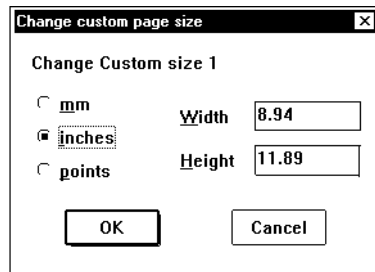 Change custom page size
Change Custom size 1
mm
inches
points
Width 8.94
Height 11.89
OK Cancel